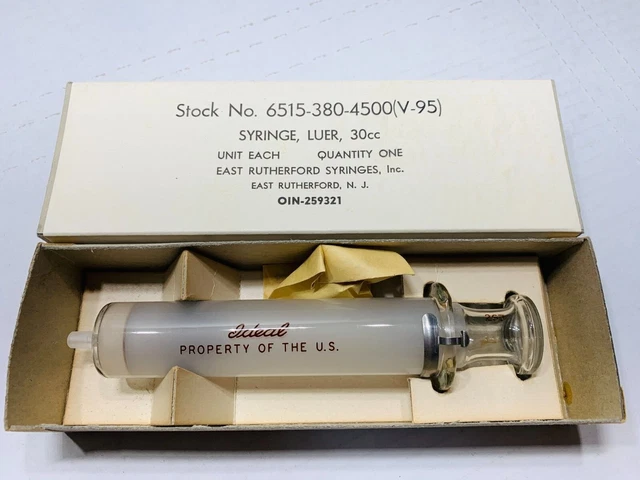 Stock No. 6515-380-4500(V-95)
SYRINGE, LUER, 30cc
UNIT EACH QUANTITY ONE
EAST RUTHERFORD SYRINGES, Inc.
EAST RUTHERFORD, N. J.
OIN-259321
Ideal
PROPERTY OF THE U.S.